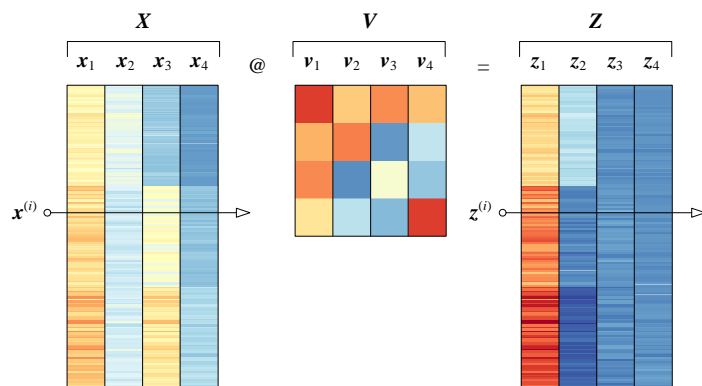 X V Z
x₁ x₂ x₃ x₄ @ v₁ v₂ v₃ v₄ = z₁ z₂ z₃ z₄
x⁽ⁱ⁾ z⁽ⁱ⁾